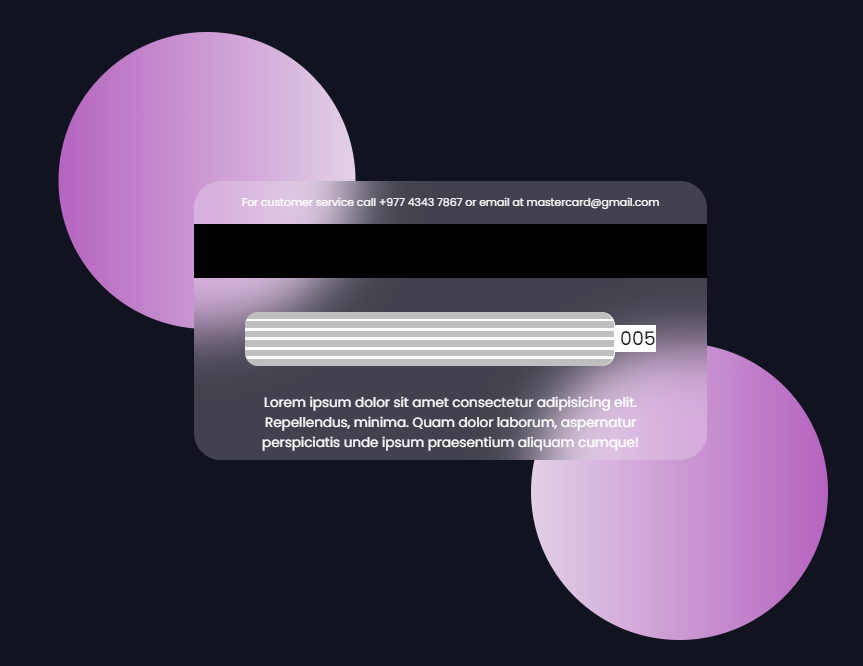 For customer service call +977 4343 7867 or email at mastercard@gmail.com
005
Lorem ipsum dolor sit amet consectetur adipisicing elit.
Repellendus, minima. Quam dolor laborum, aspernatur
perspiciatis unde ipsum praesentium aliquam cumque!